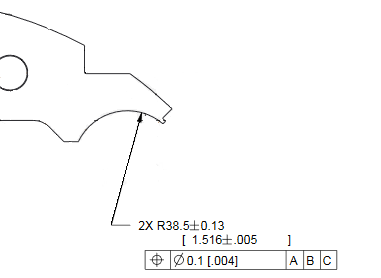 2X R38.5±0.13
[ 1.516±.005 ]
⌖ ⌀ 0.1 [.004] A B C